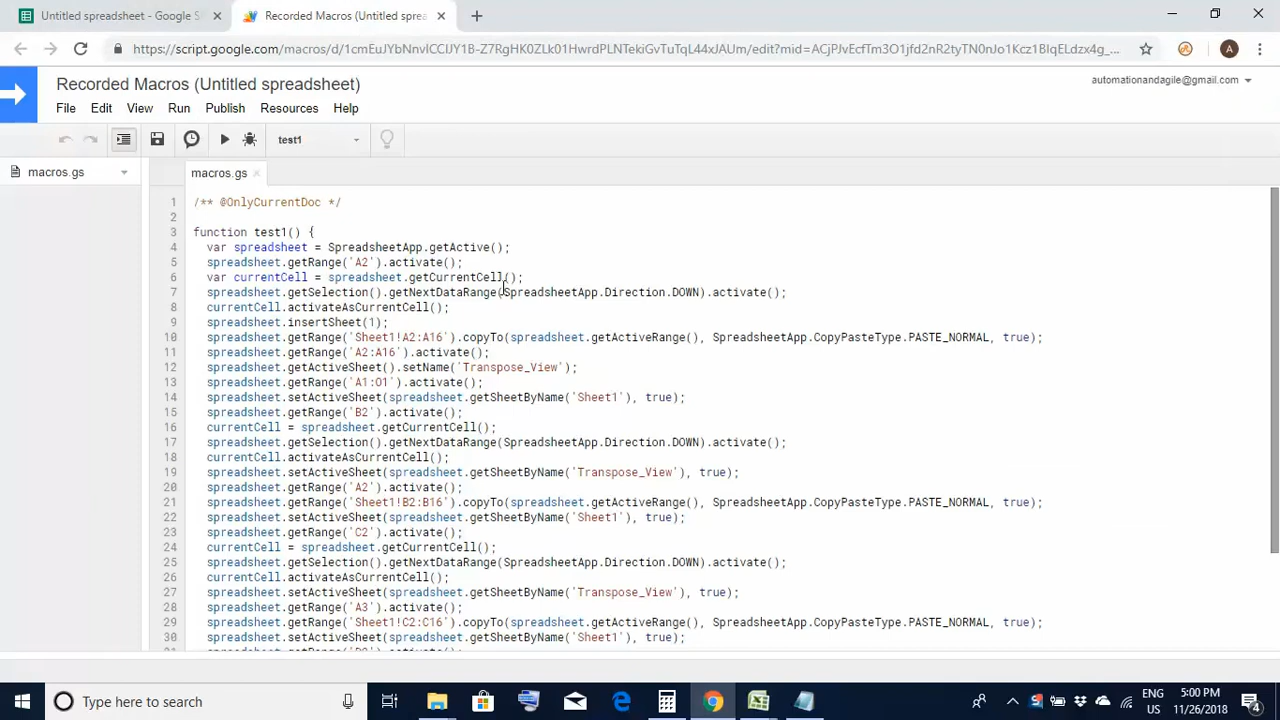 Untitled spreadsheet - Google S
Recorded Macros (Untitled sprea
https://script.google.com/macros/d/1cmEuJYbNnvlCClJY1B-Z7RgHK0ZLk01HwrdPLNTekiGvTuTqL44xJAUm/edit?mid=ACjPJvEcfTm3O1jfd2nR2tyTN0nJo1Kcz1BIqELdzx4g_...
Recorded Macros (Untitled spreadsheet)
automationandagile@gmail.com
File Edit View Run Publish Resources Help
test1
macros.gs
macros.gs
1 /** @OnlyCurrentDoc */
2
3 function test1() {
4 var spreadsheet = SpreadsheetApp.getActive();
5 spreadsheet.getRange('A2').activate();
6 var currentCell = spreadsheet.getCurrentCell();
7 spreadsheet.getSelection().getNextDataRange(SpreadsheetApp.Direction.DOWN).activate();
8 currentCell.activateAsCurrentCell();
9 spreadsheet.insertSheet(1);
10 spreadsheet.getRange('Sheet1!A2:A16').copyTo(spreadsheet.getActiveRange(), SpreadsheetApp.CopyPasteType.PASTE_NORMAL, true);
11 spreadsheet.getRange('A2:A16').activate();
12 spreadsheet.getActiveSheet().setName('Transpose_View');
13 spreadsheet.getRange('A1:O1').activate();
14 spreadsheet.setActiveSheet(spreadsheet.getSheetByName('Sheet1'), true);
15 spreadsheet.getRange('B2').activate();
16 currentCell = spreadsheet.getCurrentCell();
17 spreadsheet.getSelection().getNextDataRange(SpreadsheetApp.Direction.DOWN).activate();
18 currentCell.activateAsCurrentCell();
19 spreadsheet.setActiveSheet(spreadsheet.getSheetByName('Transpose_View'), true);
20 spreadsheet.getRange('A2').activate();
21 spreadsheet.getRange('Sheet1!B2:B16').copyTo(spreadsheet.getActiveRange(), SpreadsheetApp.CopyPasteType.PASTE_NORMAL, true);
22 spreadsheet.setActiveSheet(spreadsheet.getSheetByName('Sheet1'), true);
23 spreadsheet.getRange('C2').activate();
24 currentCell = spreadsheet.getCurrentCell();
25 spreadsheet.getSelection().getNextDataRange(SpreadsheetApp.Direction.DOWN).activate();
26 currentCell.activateAsCurrentCell();
27 spreadsheet.setActiveSheet(spreadsheet.getSheetByName('Transpose_View'), true);
28 spreadsheet.getRange('A3').activate();
29 spreadsheet.getRange('Sheet1!C2:C16').copyTo(spreadsheet.getActiveRange(), SpreadsheetApp.CopyPasteType.PASTE_NORMAL, true);
30 spreadsheet.setActiveSheet(spreadsheet.getSheetByName('Sheet1'), true);
Type here to search
ENG
US
5:00 PM
11/26/2018
4
A